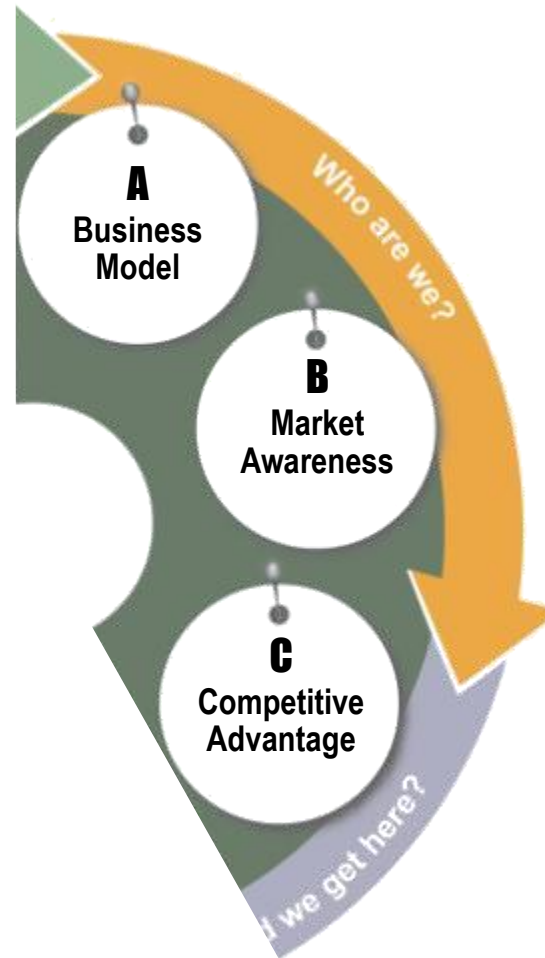 Who are we?
A
Business
Model
B
Market
Awareness
C
Competitive
Advantage
we get here?